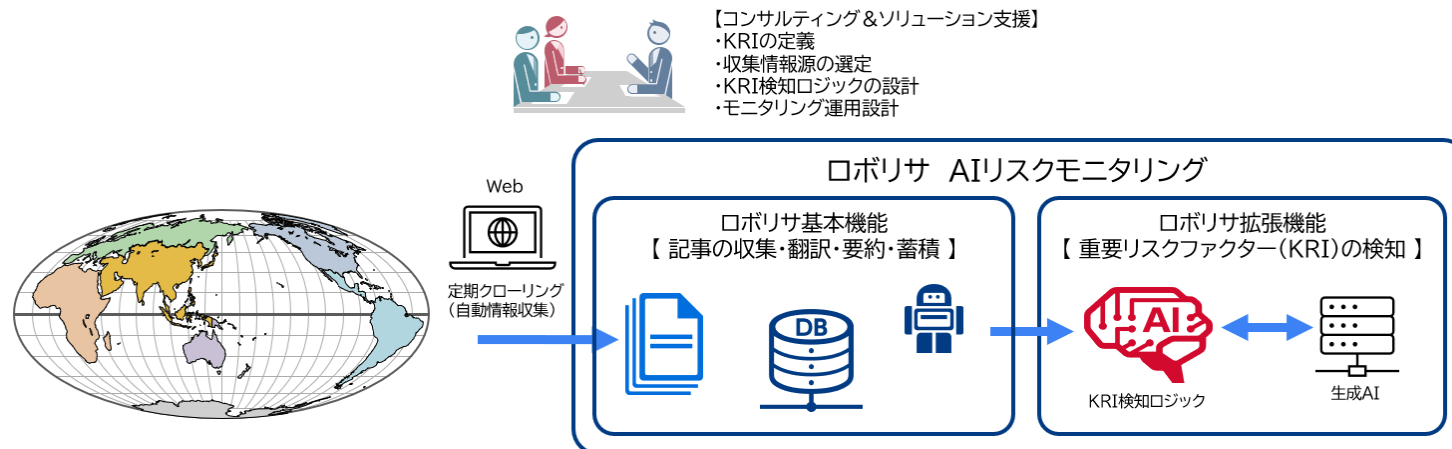 【コンサルティング&ソリューション支援】
・KRIの定義
・収集情報源の選定
・KRI検知ロジックの設計
・モニタリング運用設計
ロボリサ AIリスクモニタリング
Web
定期クローリング
（自動情報収集）
ロボリサ基本機能
【 記事の収集・翻訳・要約・蓄積 】
DB
ロボリサ拡張機能
【 重要リスクファクター（KRI）の検知 】
AI
KRI検知ロジック
生成AI